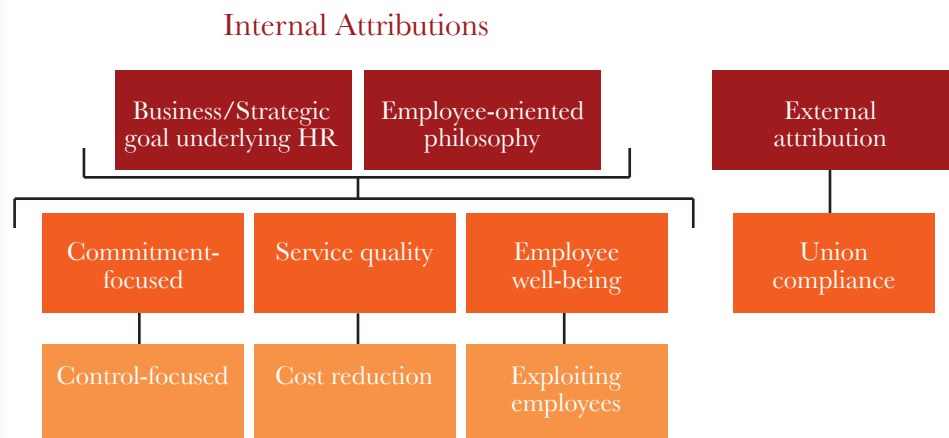 Internal Attributions
Business/Strategic
goal underlying HR
Employee-oriented
philosophy
External
attribution
Commitment-
focused
Service quality
Employee
well-being
Union
compliance
Control-focused
Cost reduction
Exploiting
employees